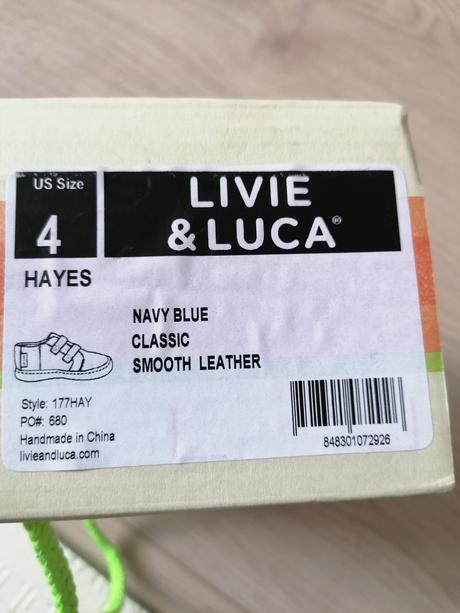 US Size
4
LIVIE
& LUCA®
HAYES
NAVY BLUE
CLASSIC
SMOOTH LEATHER
Style: 177HAY
PO#: 680
Handmade in China
livieandluca.com
848301072926